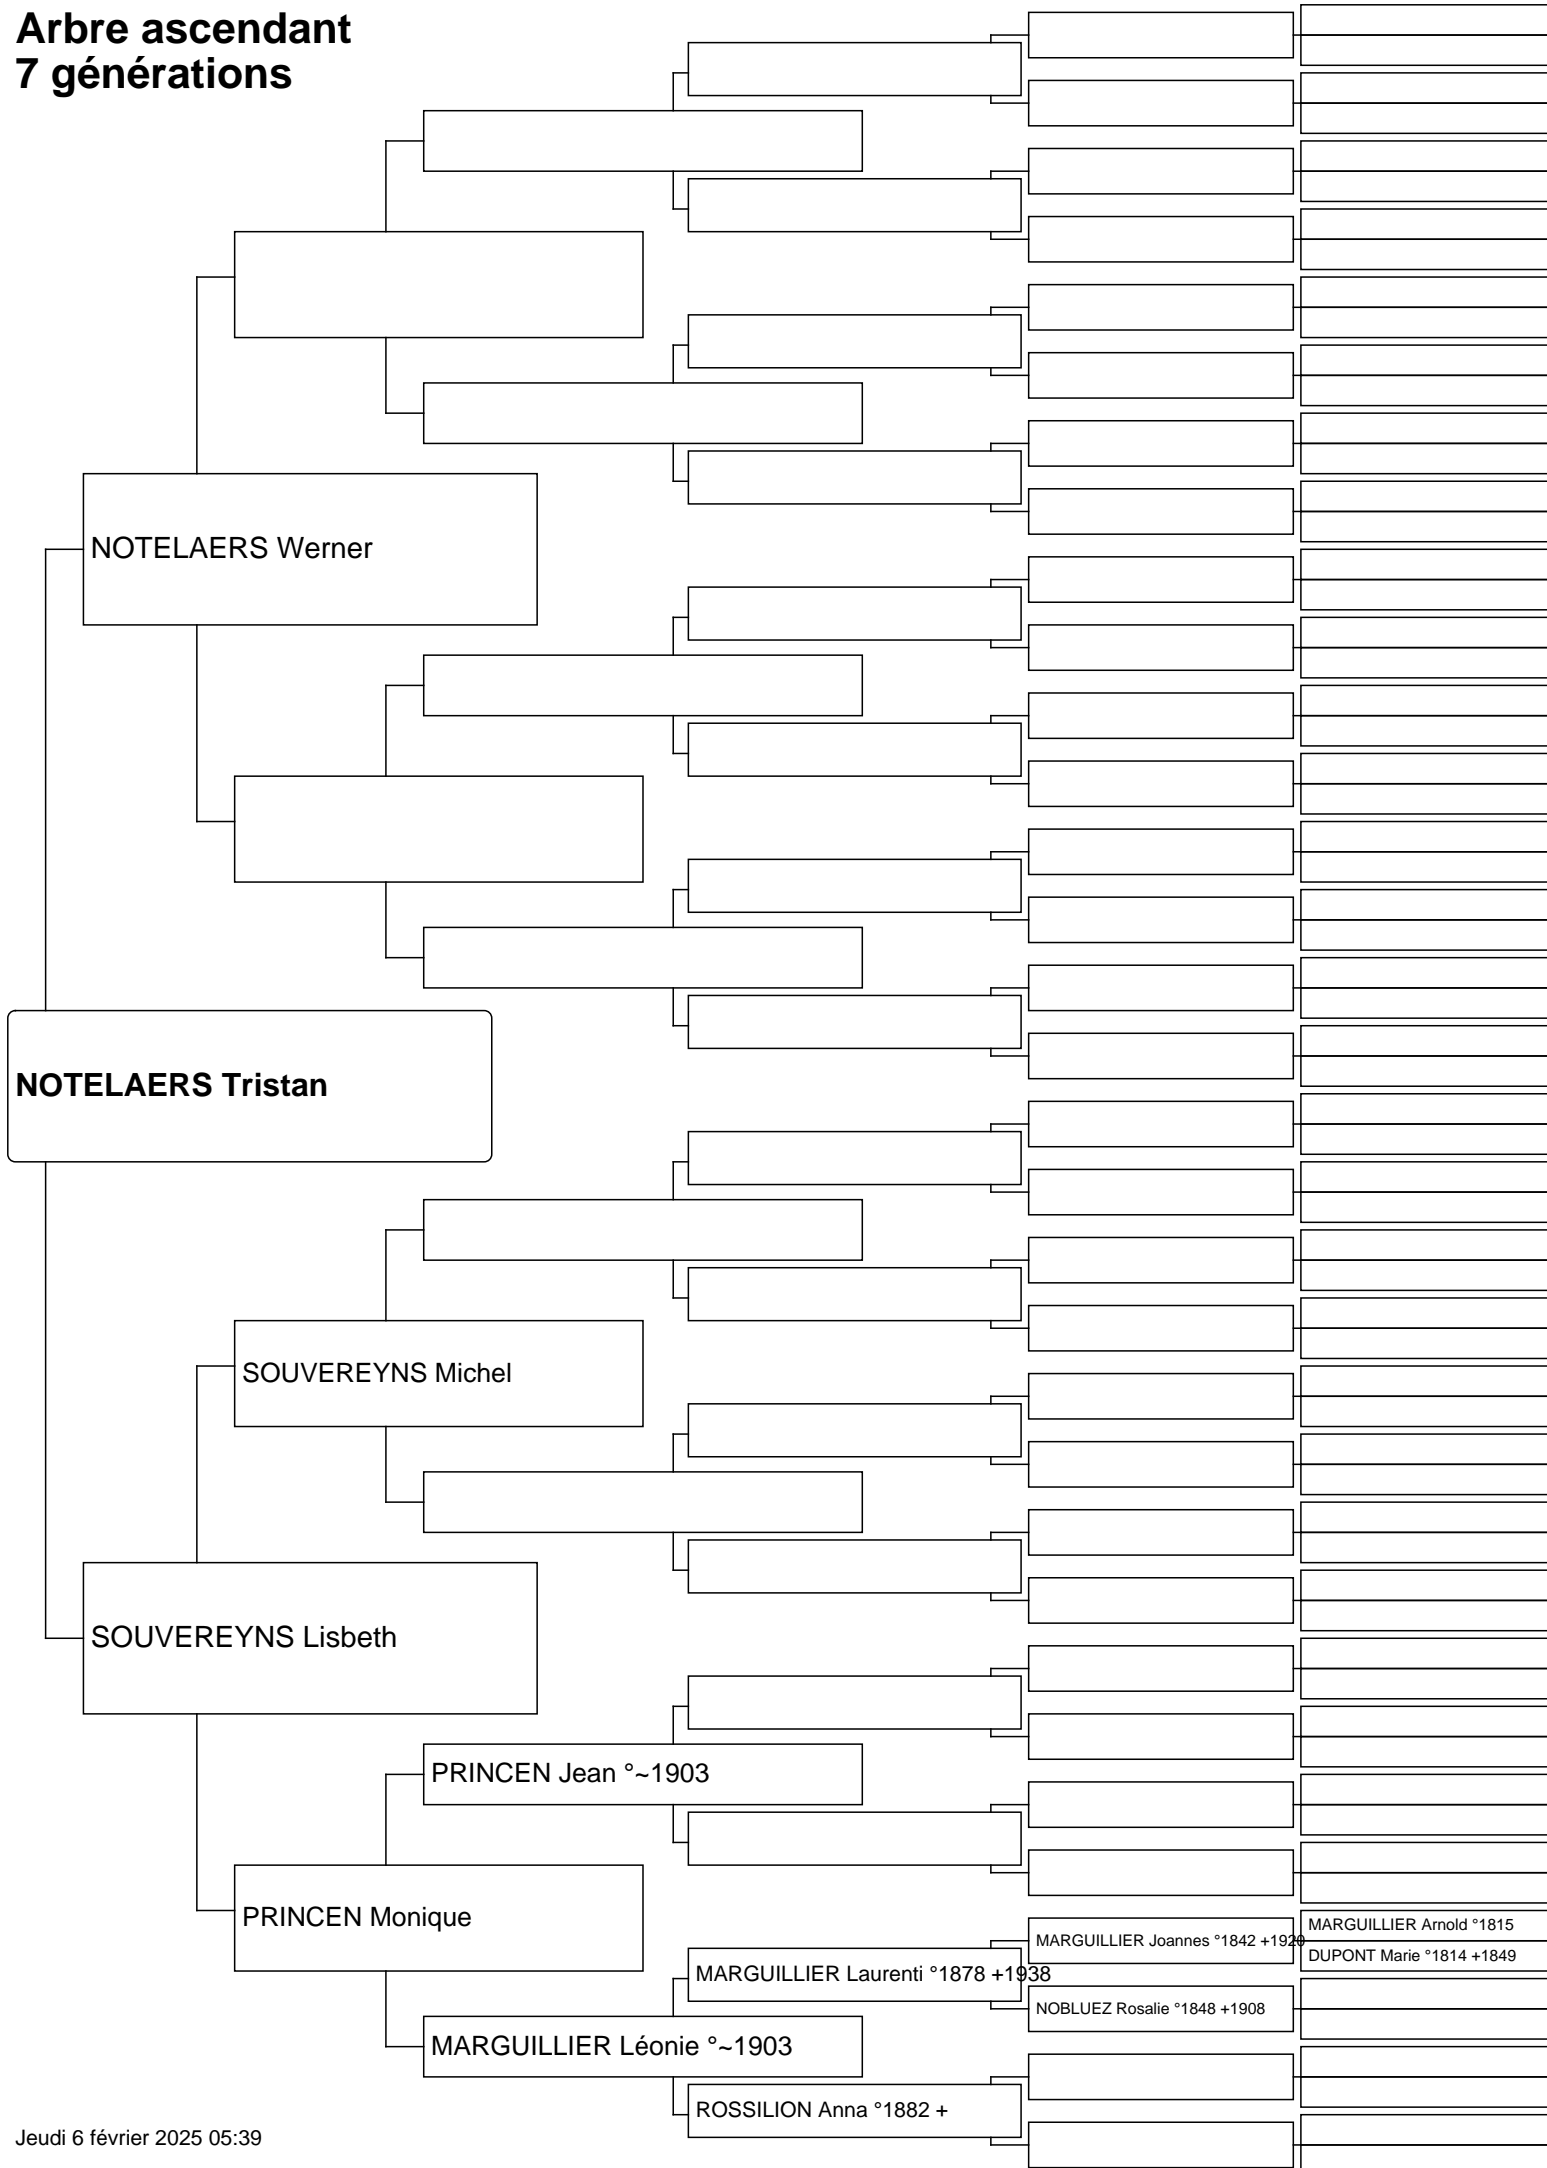 Arbre ascendant
7 générations
NOTELAERS Werner
NOTELAERS Tristan
SOUVEREYNS Michel
SOUVEREYNS Lisbeth
PRINCEN Jean °~1903
PRINCEN Monique
MARGUILLIER Joannes °1842 +1920
MARGUILLIER Arnold °1815
DUPONT Marie °1814 +1849
MARGUILLIER Laurenti °1878 +1938
NOBLUEZ Rosalie °1848 +1908
MARGUILLIER Léonie °~1903
ROSSILION Anna °1882 +
Jeudi 6 février 2025 05:39